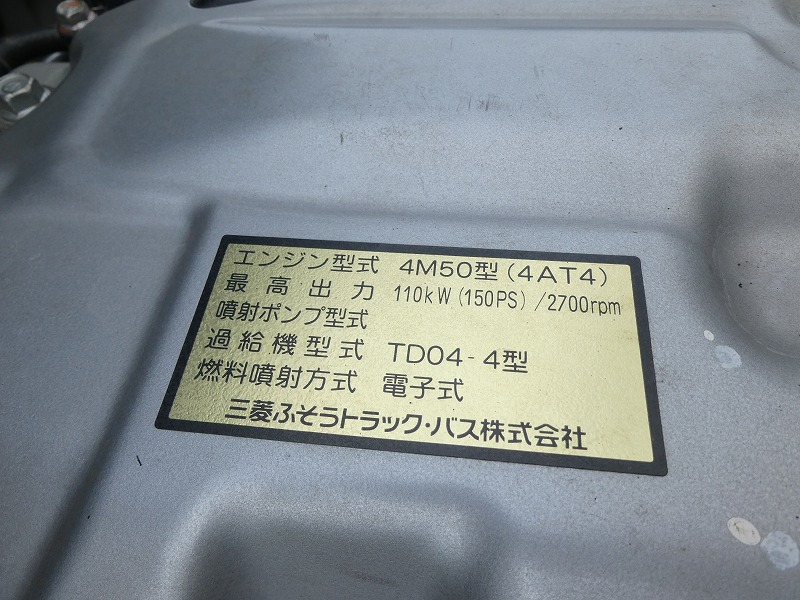 エンジン型式 4M50型(4AT4)
最高出力 110kW(150PS)/2700rpm
噴射ポンプ型式
過給機型式 TD04-4型
燃料噴射方式 電子式
三菱ふそうトラック・バス株式会社